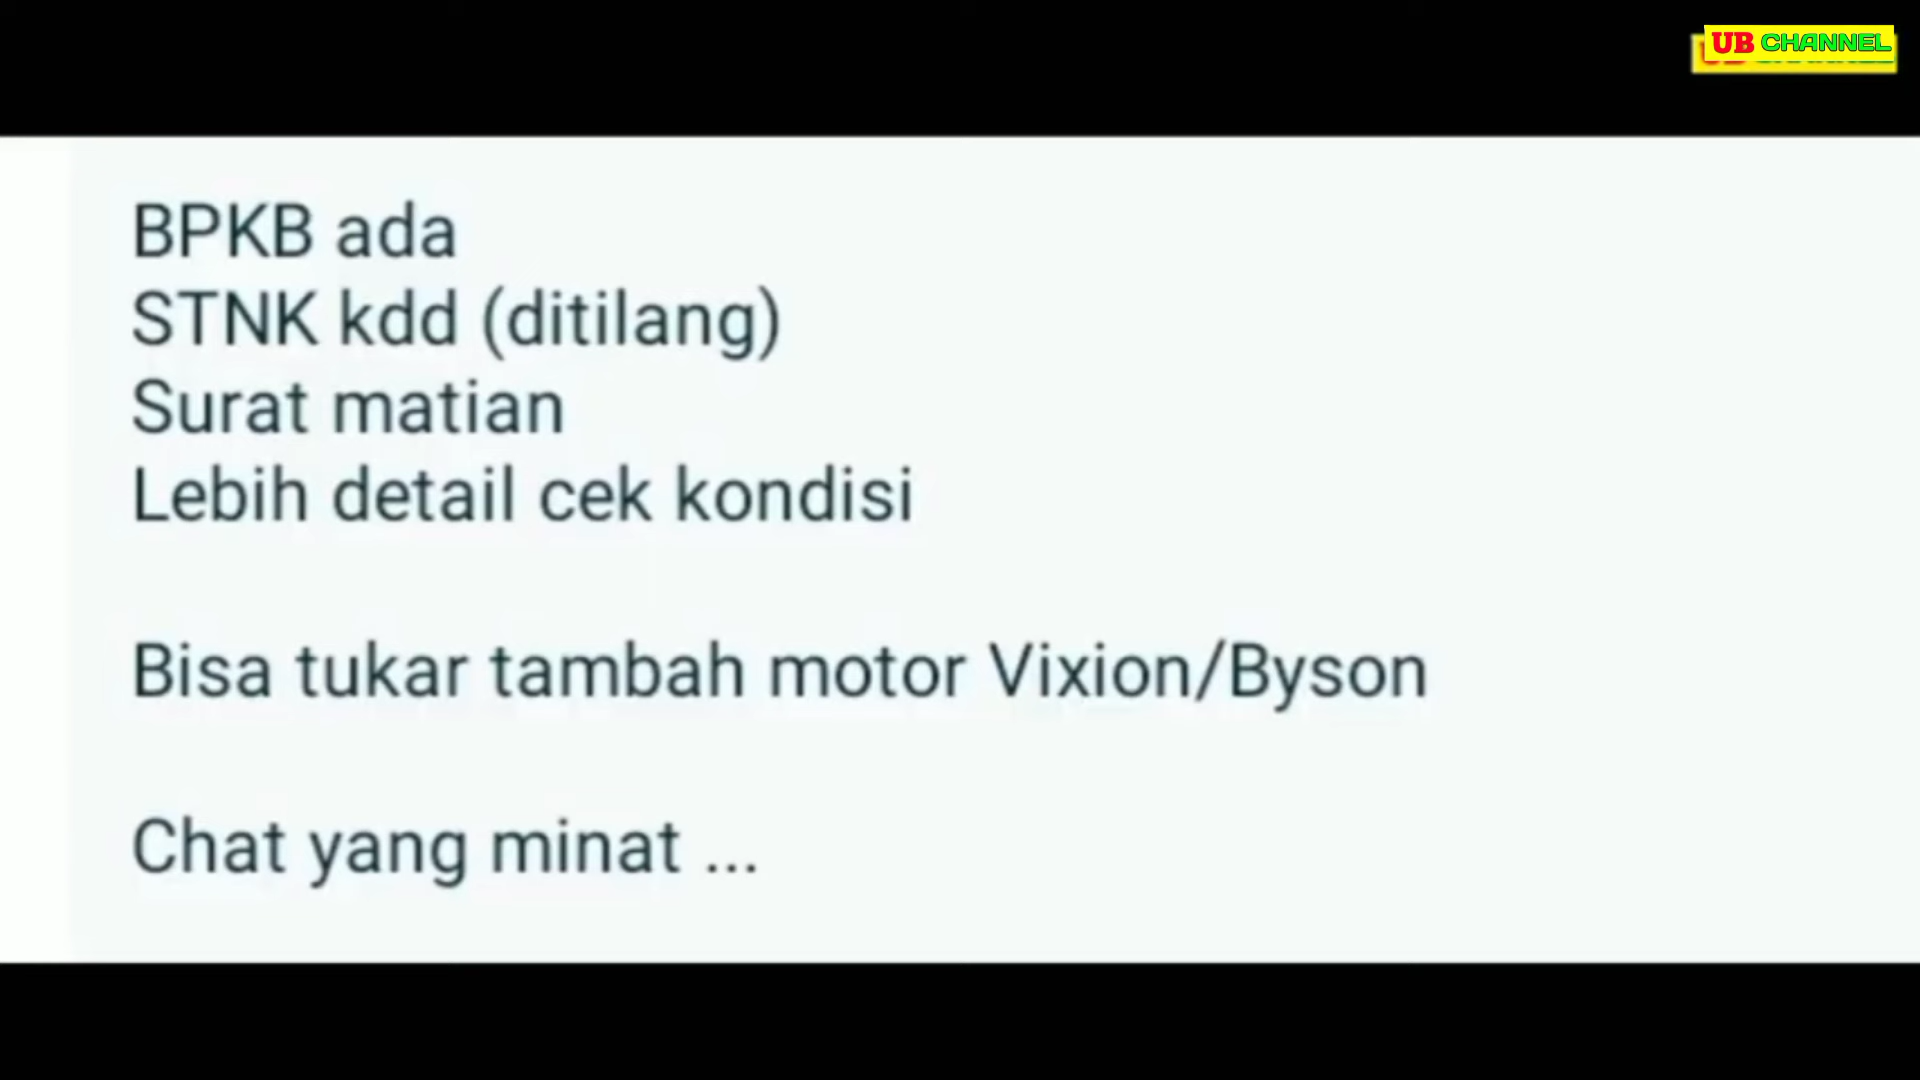 UB CHANNEL
BPKB ada
STNK kdd (ditilang)
Surat matian
Lebih detail cek kondisi
Bisa tukar tambah motor Vixion/Byson
Chat yang minat ...